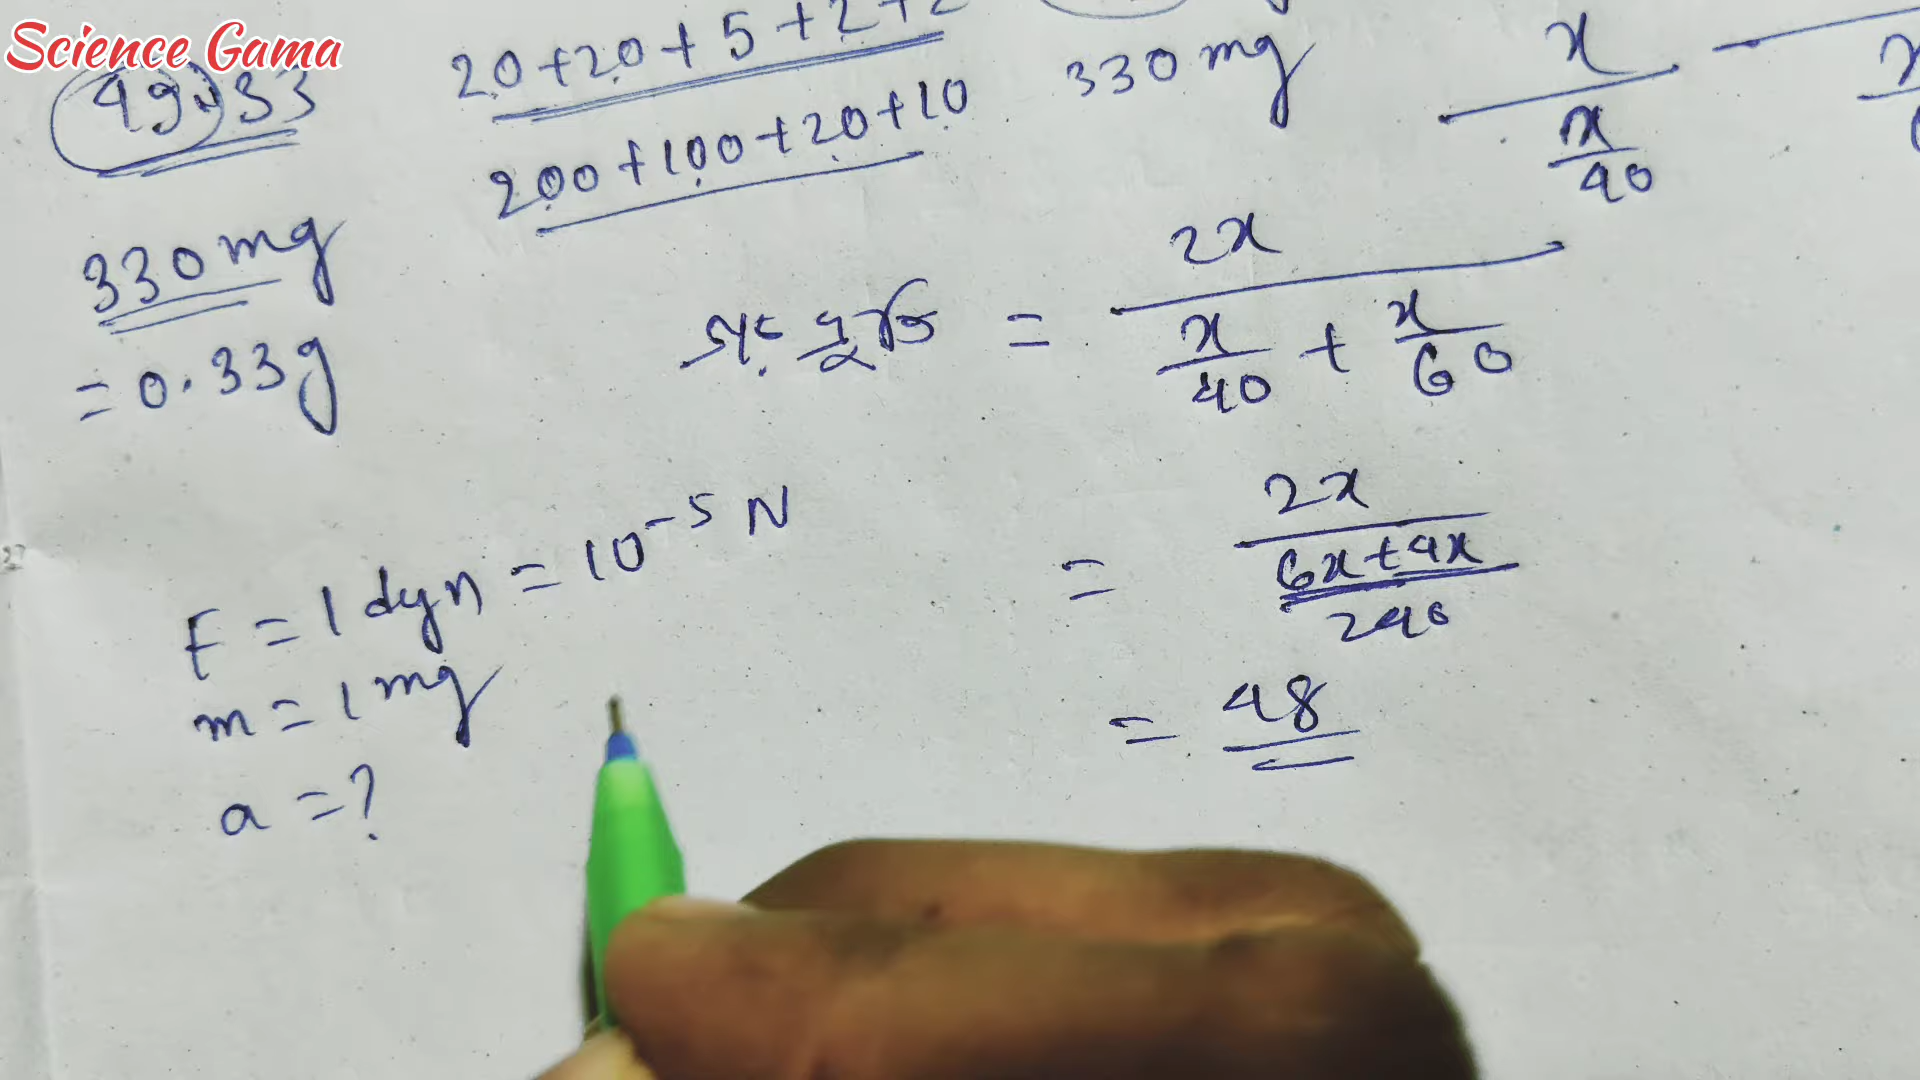 Science Gama
49.33
20+20+5+2+2
200+100+20+10
330 mg
x
x
40
330 mg
= 0.33g
= 2x
x/40 + x/60
F = 1 dyn = 10⁻⁵ N
m = 1 mg
a = ?
= 2x
6x+4x
240
= 48